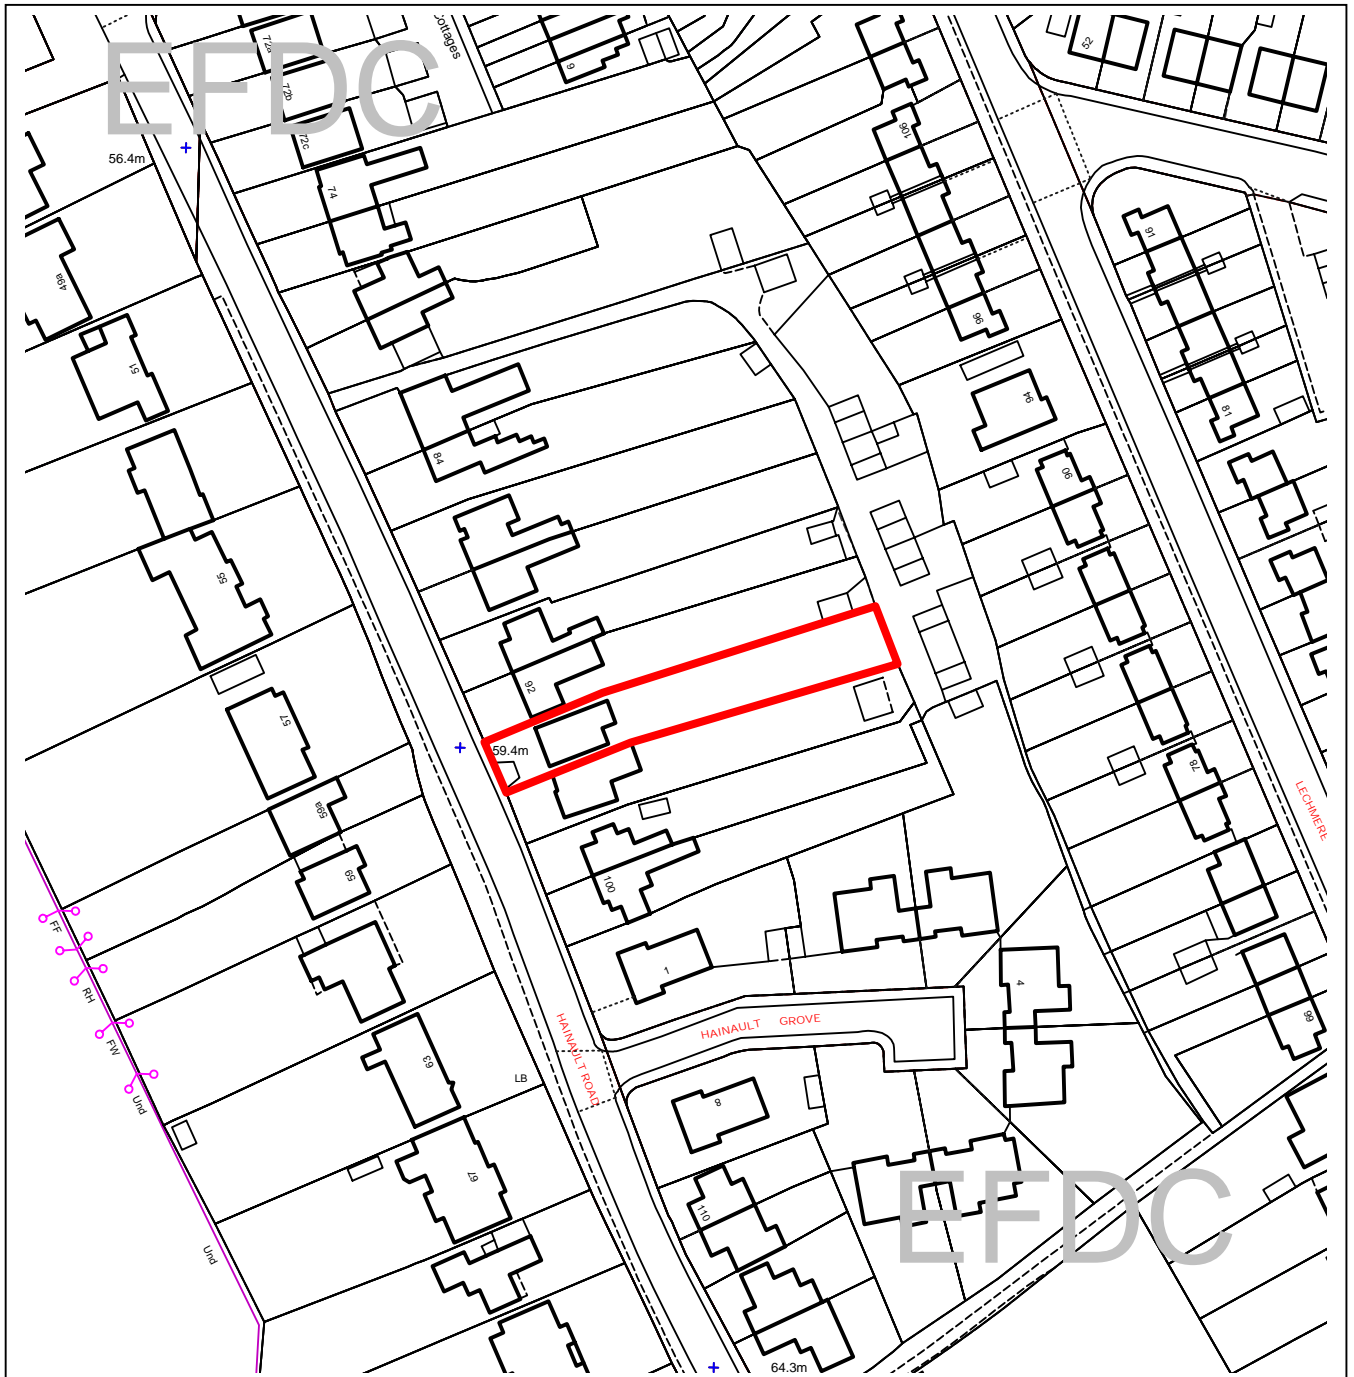 EFDC
Cottages
72a
72b
72c
74
9
52
106
96
91
81
56.4m
49a
51
84
94
90
55
92
57
59.4m
59a
59
78
LECHMERE
100
1
4
99
FF
RH
FW
Und
Und
63
LB
HAINAULT ROAD
HAINAULT GROVE
8
67
110
EFDC
64.3m